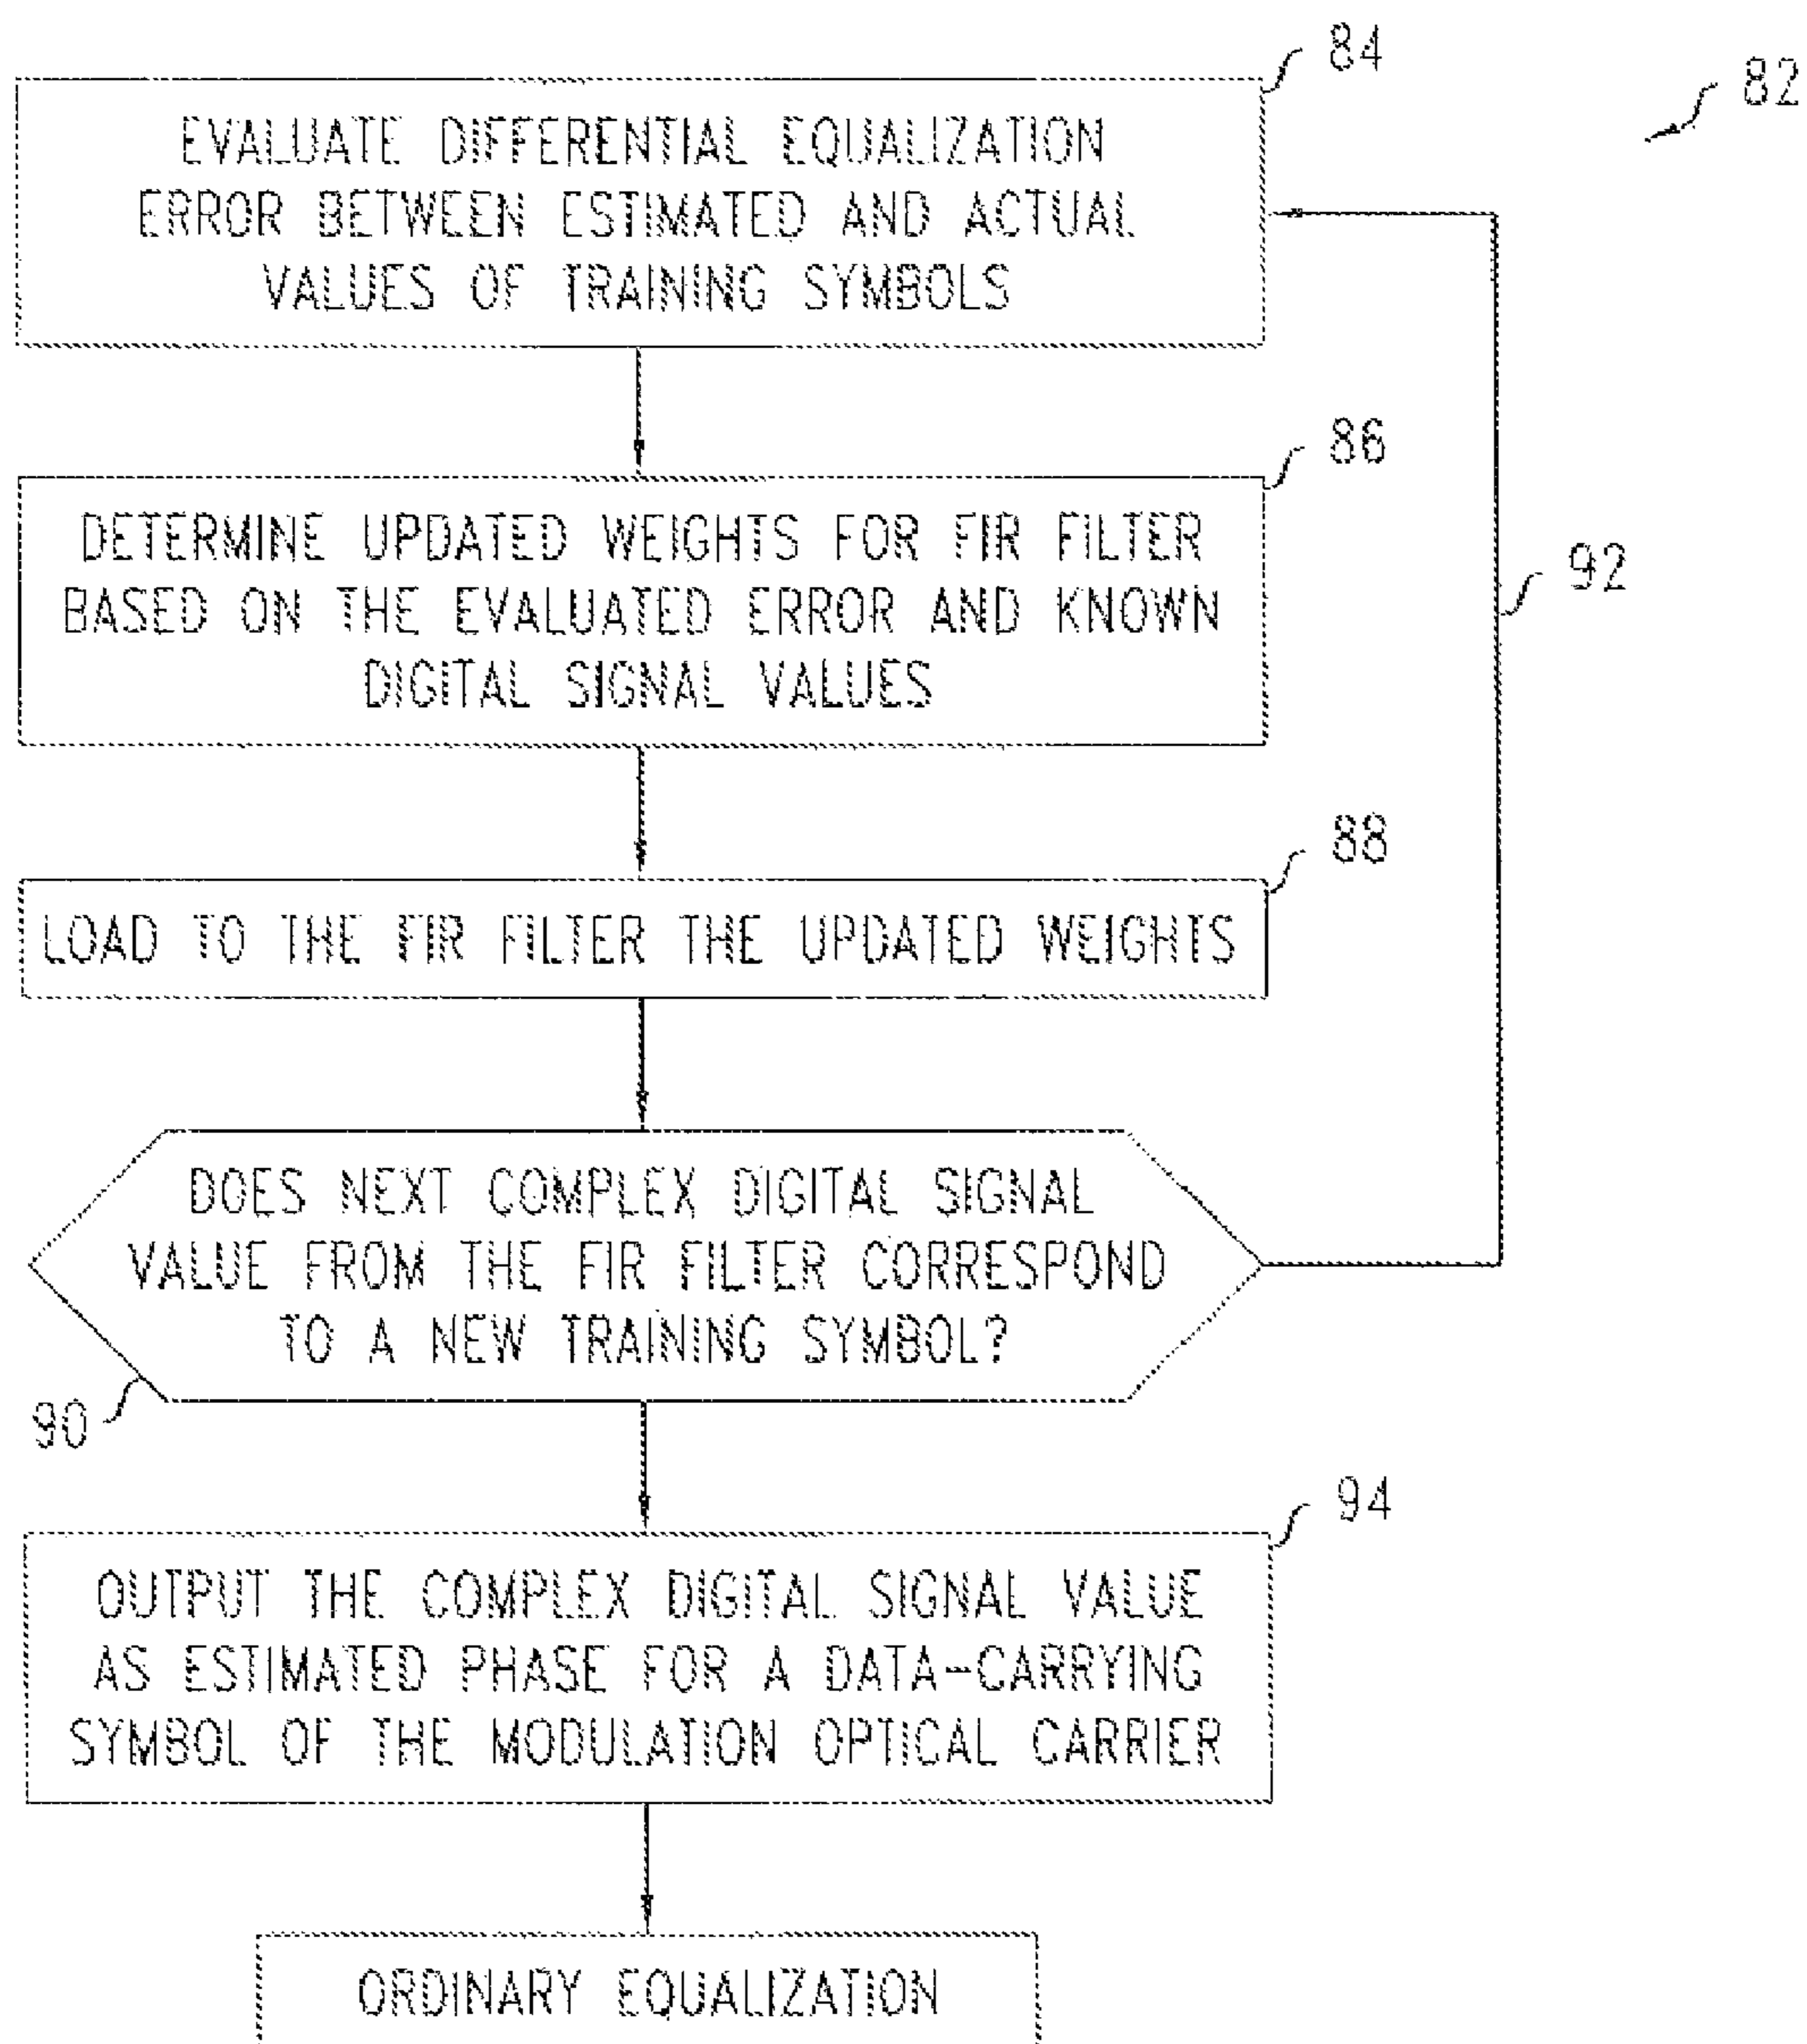 84
82
EVALUATE DIFFERENTIAL EQUALIZATION
ERROR BETWEEN ESTIMATED AND ACTUAL
VALUES OF TRAINING SYMBOLS
86
DETERMINE UPDATED WEIGHTS FOR FIR FILTER
BASED ON THE EVALUATED ERROR AND KNOWN
DIGITAL SIGNAL VALUES
92
88
LOAD TO THE FIR FILTER THE UPDATED WEIGHTS
DOES NEXT COMPLEX DIGITAL SIGNAL
VALUE FROM THE FIR FILTER CORRESPOND
TO A NEW TRAINING SYMBOL?
90
94
OUTPUT THE COMPLEX DIGITAL SIGNAL VALUE
AS ESTIMATED PHASE FOR A DATA-CARRYING
SYMBOL OF THE MODULATION OPTICAL CARRIER
ORDINARY EQUALIZATION